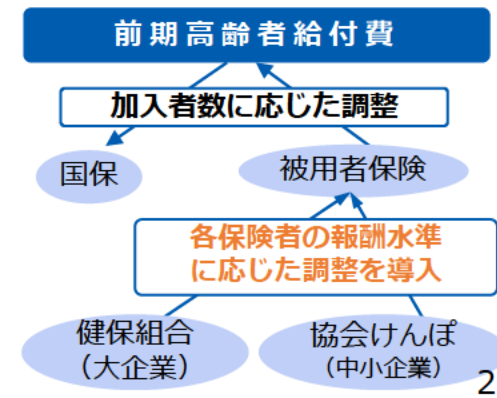 前期高齢者給付費
加入者数に応じた調整
国保
被用者保険
各保険者の報酬水準
に応じた調整を導入
健保組合
（大企業）
協会けんぽ
（中小企業）
2